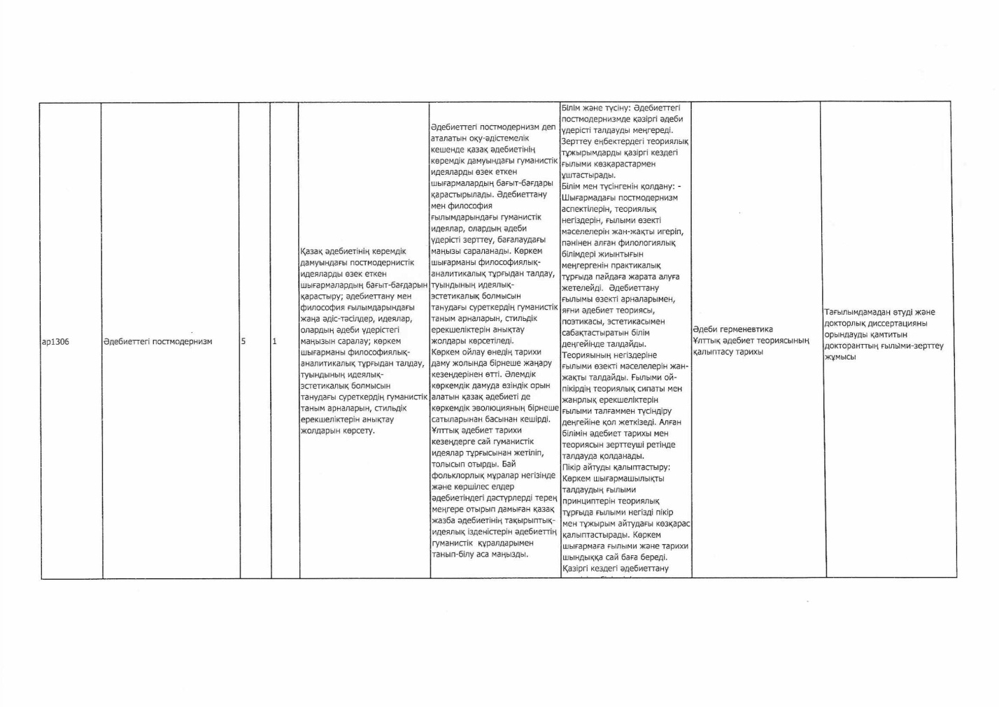 ар1306
Әдебиеттегі постмодернизм
5
1
Қазақ әдебиетінің көремдік
дамуындағы постмодернистік
идеяларды өзек еткен
шығармалардың бағыт-бағдарын
қарастыру; әдебиеттану мен
философия ғылымдарындағы
жаңа әдіс-тәсілдер, идеялар,
олардың әдеби үдерістегі
маңызын саралау; көркем
шығарманы философиялық-
аналитикалық тұрғыдан талдау,
туындының идеялық-
эстетикалық болмысын
танудағы суреткердің гуманистік
таным арналарын, стильдік
ерекшеліктерін анықтау
жолдарын көрсету.
Әдебиеттегі постмодернизм деп
аталатын оқу-әдістемелік
кешенде қазақ әдебиетінің
көремдік дамуындағы гуманистік
идеяларды өзек еткен
шығармалардың бағыт-бағдары
қарастырылады. Әдебиеттану
мен философия
ғылымдарындағы гуманистік
идеялар, олардың әдеби
үдерісті зерттеу, бағалаудағы
маңызы сараланады. Көркем
шығарманы философиялық-
аналитикалық тұрғыдан талдау,
туындының идеялық-
эстетикалық болмысын
танудағы суреткердің гуманистік
таным арналарын, стильдік
ерекшеліктерін анықтау
жолдары көрсетіледі.
Көркем ойлау өнедің тарихи
даму жолында бірнеше жаңару
кезеңдерінен өтті. Әлемдік
көркемдік дамуда өзіндік орын
алатын қазақ әдебиеті де
көркемдік эволюцияның бірнеше
сатыларынан басынан кешірді.
Ұлттық әдебиет тарихи
кезеңдерге сай гуманистік
идеялар тұрғысынан жетіліп,
толысып отырды. Бай
фольклорлық мұралар негізінде
және көршілес елдер
әдебиетіндегі дәстүрлерді терең
меңгере отырып дамыған қазақ
жазба әдебиетінің тақырыптық-
идеялық ізденістерін әдебиеттің
гуманистік құралдарымен
танып-білу аса маңызды.
Білім және түсіну: Әдебиеттегі
постмодернизмде қазіргі әдеби
үдерісті талдауды меңгереді.
Зерттеу еңбектердегі теориялық
тұжырымдарды қазіргі кездегі
ғылыми көзқарастармен
ұштастырады.
Білім мен түсінгенін қолдану: -
Шығармадағы постмодернизм
аспектілерін, теориялық
негіздерін, ғылыми өзекті
мәселелерін жан-жақты игеріп,
пәнінен алған филологиялық
білімдері жиынтығын
меңгергенін практикалық
тұрғыда пайдаға жарата алуға
жетелейді. Әдебиеттану
ғылымы өзекті арналарымен,
яғни әдебиет теориясы,
поэтикасы, эстетикасымен
сабақтастыратын білім
деңгейінде талдайды.
Теорияының негіздеріне
ғылыми өзекті мәселелерін жан-
жақты талдайды. Ғылыми ой-
пікірдің теориялық сипаты мен
жанрлық ерекшеліктерін
ғылыми талғаммен түсіндіру
деңгейіне қол жеткізеді. Алған
білімін әдебиет тарихы мен
теориясын зерттеуші ретінде
талдауда қолданады.
Пікір айтуды қалыптастыру:
Көркем шығармашылықты
талдаудың ғылыми
принциптерін теориялық
тұрғыда ғылыми негізді пікір
мен тұжырым айтудағы көзқарас
қалыптастырады. Көркем
шығармаға ғылыми және тарихи
шындыққа сай баға береді.
Қазіргі кездегі әдебиеттану
Әдеби герменевтика
Ұлттық әдебиет теориясының
қалыптасу тарихы
Тағылымдамадан өтуді және
докторлық диссертацияны
орындауды қамтитын
докторанттың ғылыми-зерттеу
жұмысы